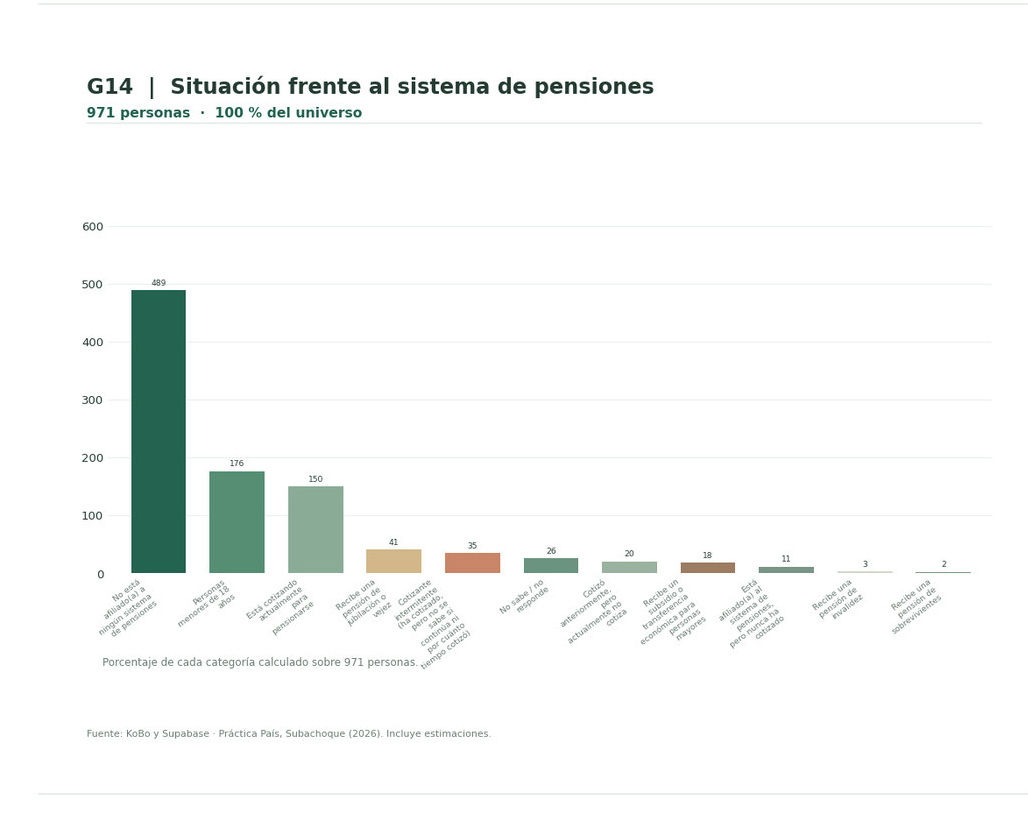 G14 | Situación frente al sistema de pensiones
971 personas · 100 % del universo
600
500
400
300
200
100
0
489
176
150
41
35
26
20
18
11
3
2
No está
afiliado(a) a
ningún sistema
de pensiones
Personas
menores de 18
años
Está cotizando
actualmente
para
pensionarse
Recibe una
pensión de
jubilación o
vejez
Cotizante
intermitente
(ha cotizado,
pero no se
sabe si
continúa ni
por cuánto
tiempo cotizó)
No sabe / no
responde
Cotizó
anteriormente,
pero
actualmente no
cotiza
Recibe un
subsidio o
transferencia
económica para
personas
mayores
Está
afiliado(a) al
sistema de
pensiones,
pero nunca ha
cotizado
Recibe una
pensión de
invalidez
Recibe una
pensión de
sobrevivientes
Porcentaje de cada categoría calculado sobre 971 personas.
Fuente: KoBo y Supabase · Práctica País, Subachoque (2026). Incluye estimaciones.